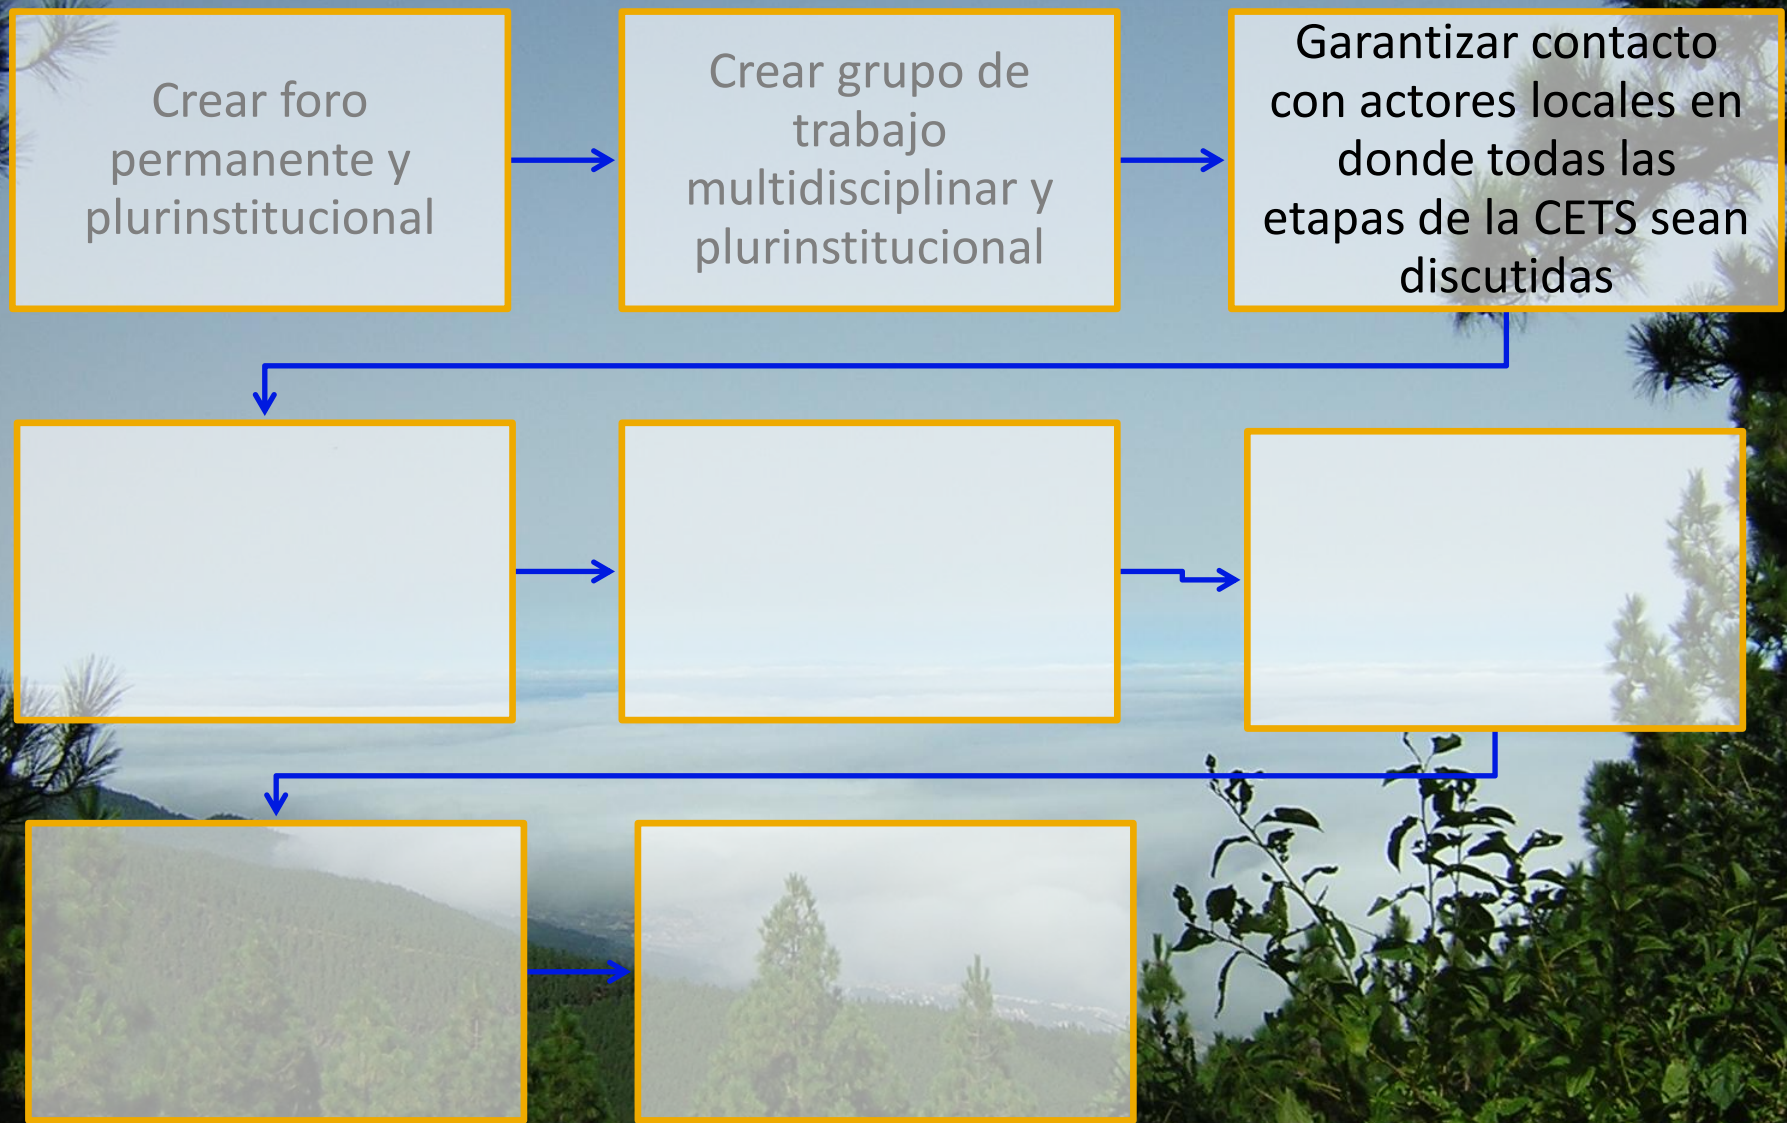 Crear foro
permanente y
plurinstitucional
Crear grupo de
trabajo
multidisciplinar y
plurinstitucional
Garantizar contacto
con actores locales en
donde todas las
etapas de la CETS sean
discutidas